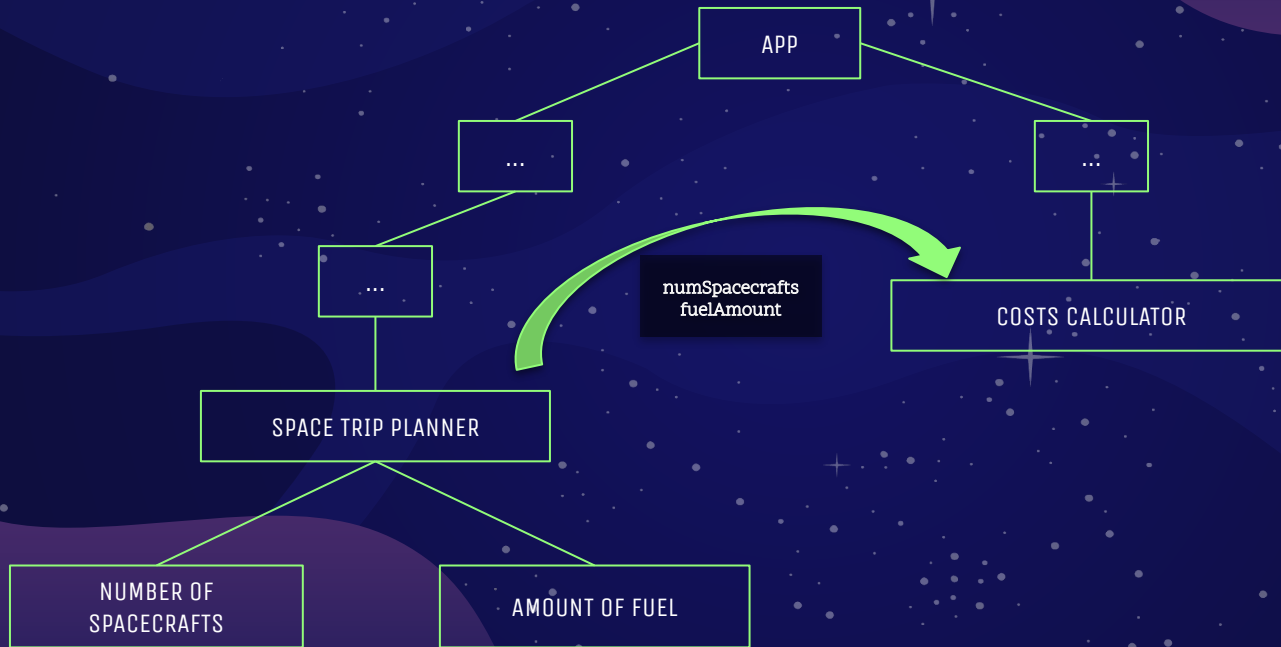 APP
...
...
...
numSpacecrafts
fuelAmount
COSTS CALCULATOR
SPACE TRIP PLANNER
NUMBER OF
SPACECRAFTS
AMOUNT OF FUEL